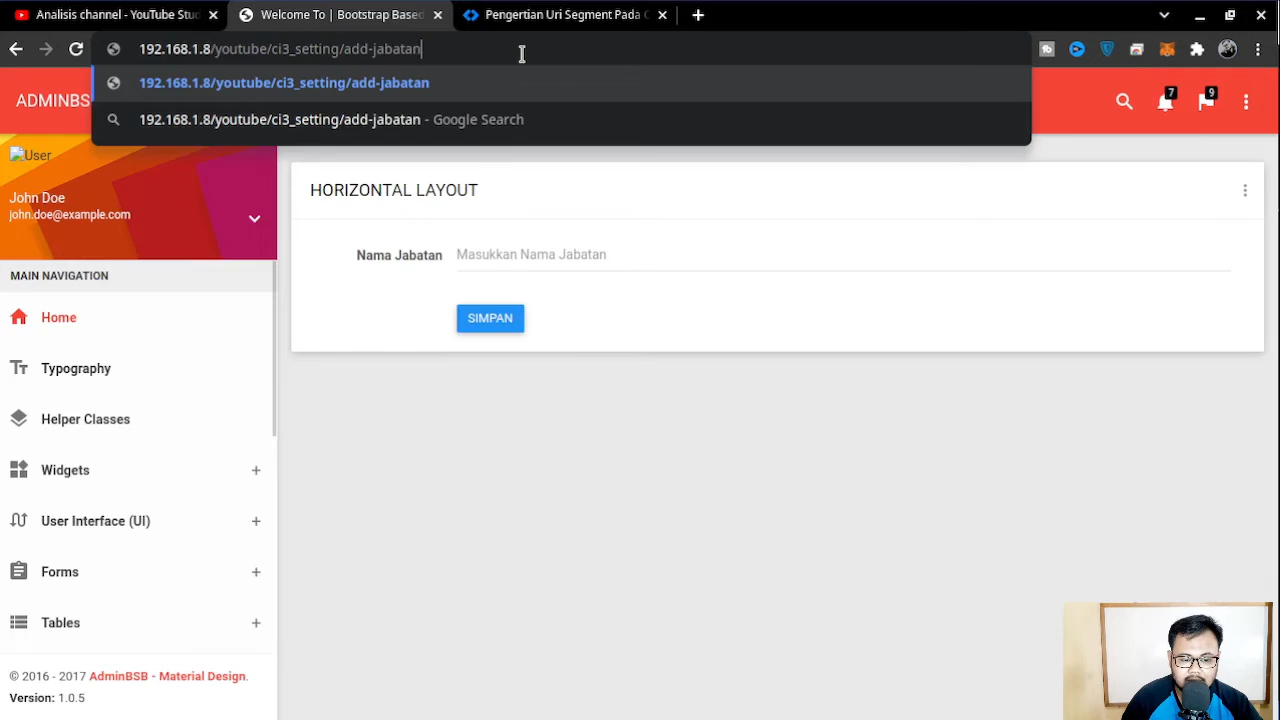 Analisis channel - YouTube Stud
Welcome To | Bootstrap Based
Pengertian Uri Segment Pada C
192.168.1.8/youtube/ci3_setting/add-jabatan
192.168.1.8/youtube/ci3_setting/add-jabatan
192.168.1.8/youtube/ci3_setting/add-jabatan - Google Search
ADMINBS
7
9
User
John Doe
john.doe@example.com
MAIN NAVIGATION
Home
Typography
Helper Classes
Widgets
User Interface (UI)
Forms
Tables
© 2016 - 2017 AdminBSB - Material Design.
Version: 1.0.5
HORIZONTAL LAYOUT
Nama Jabatan
Masukkan Nama Jabatan
SIMPAN